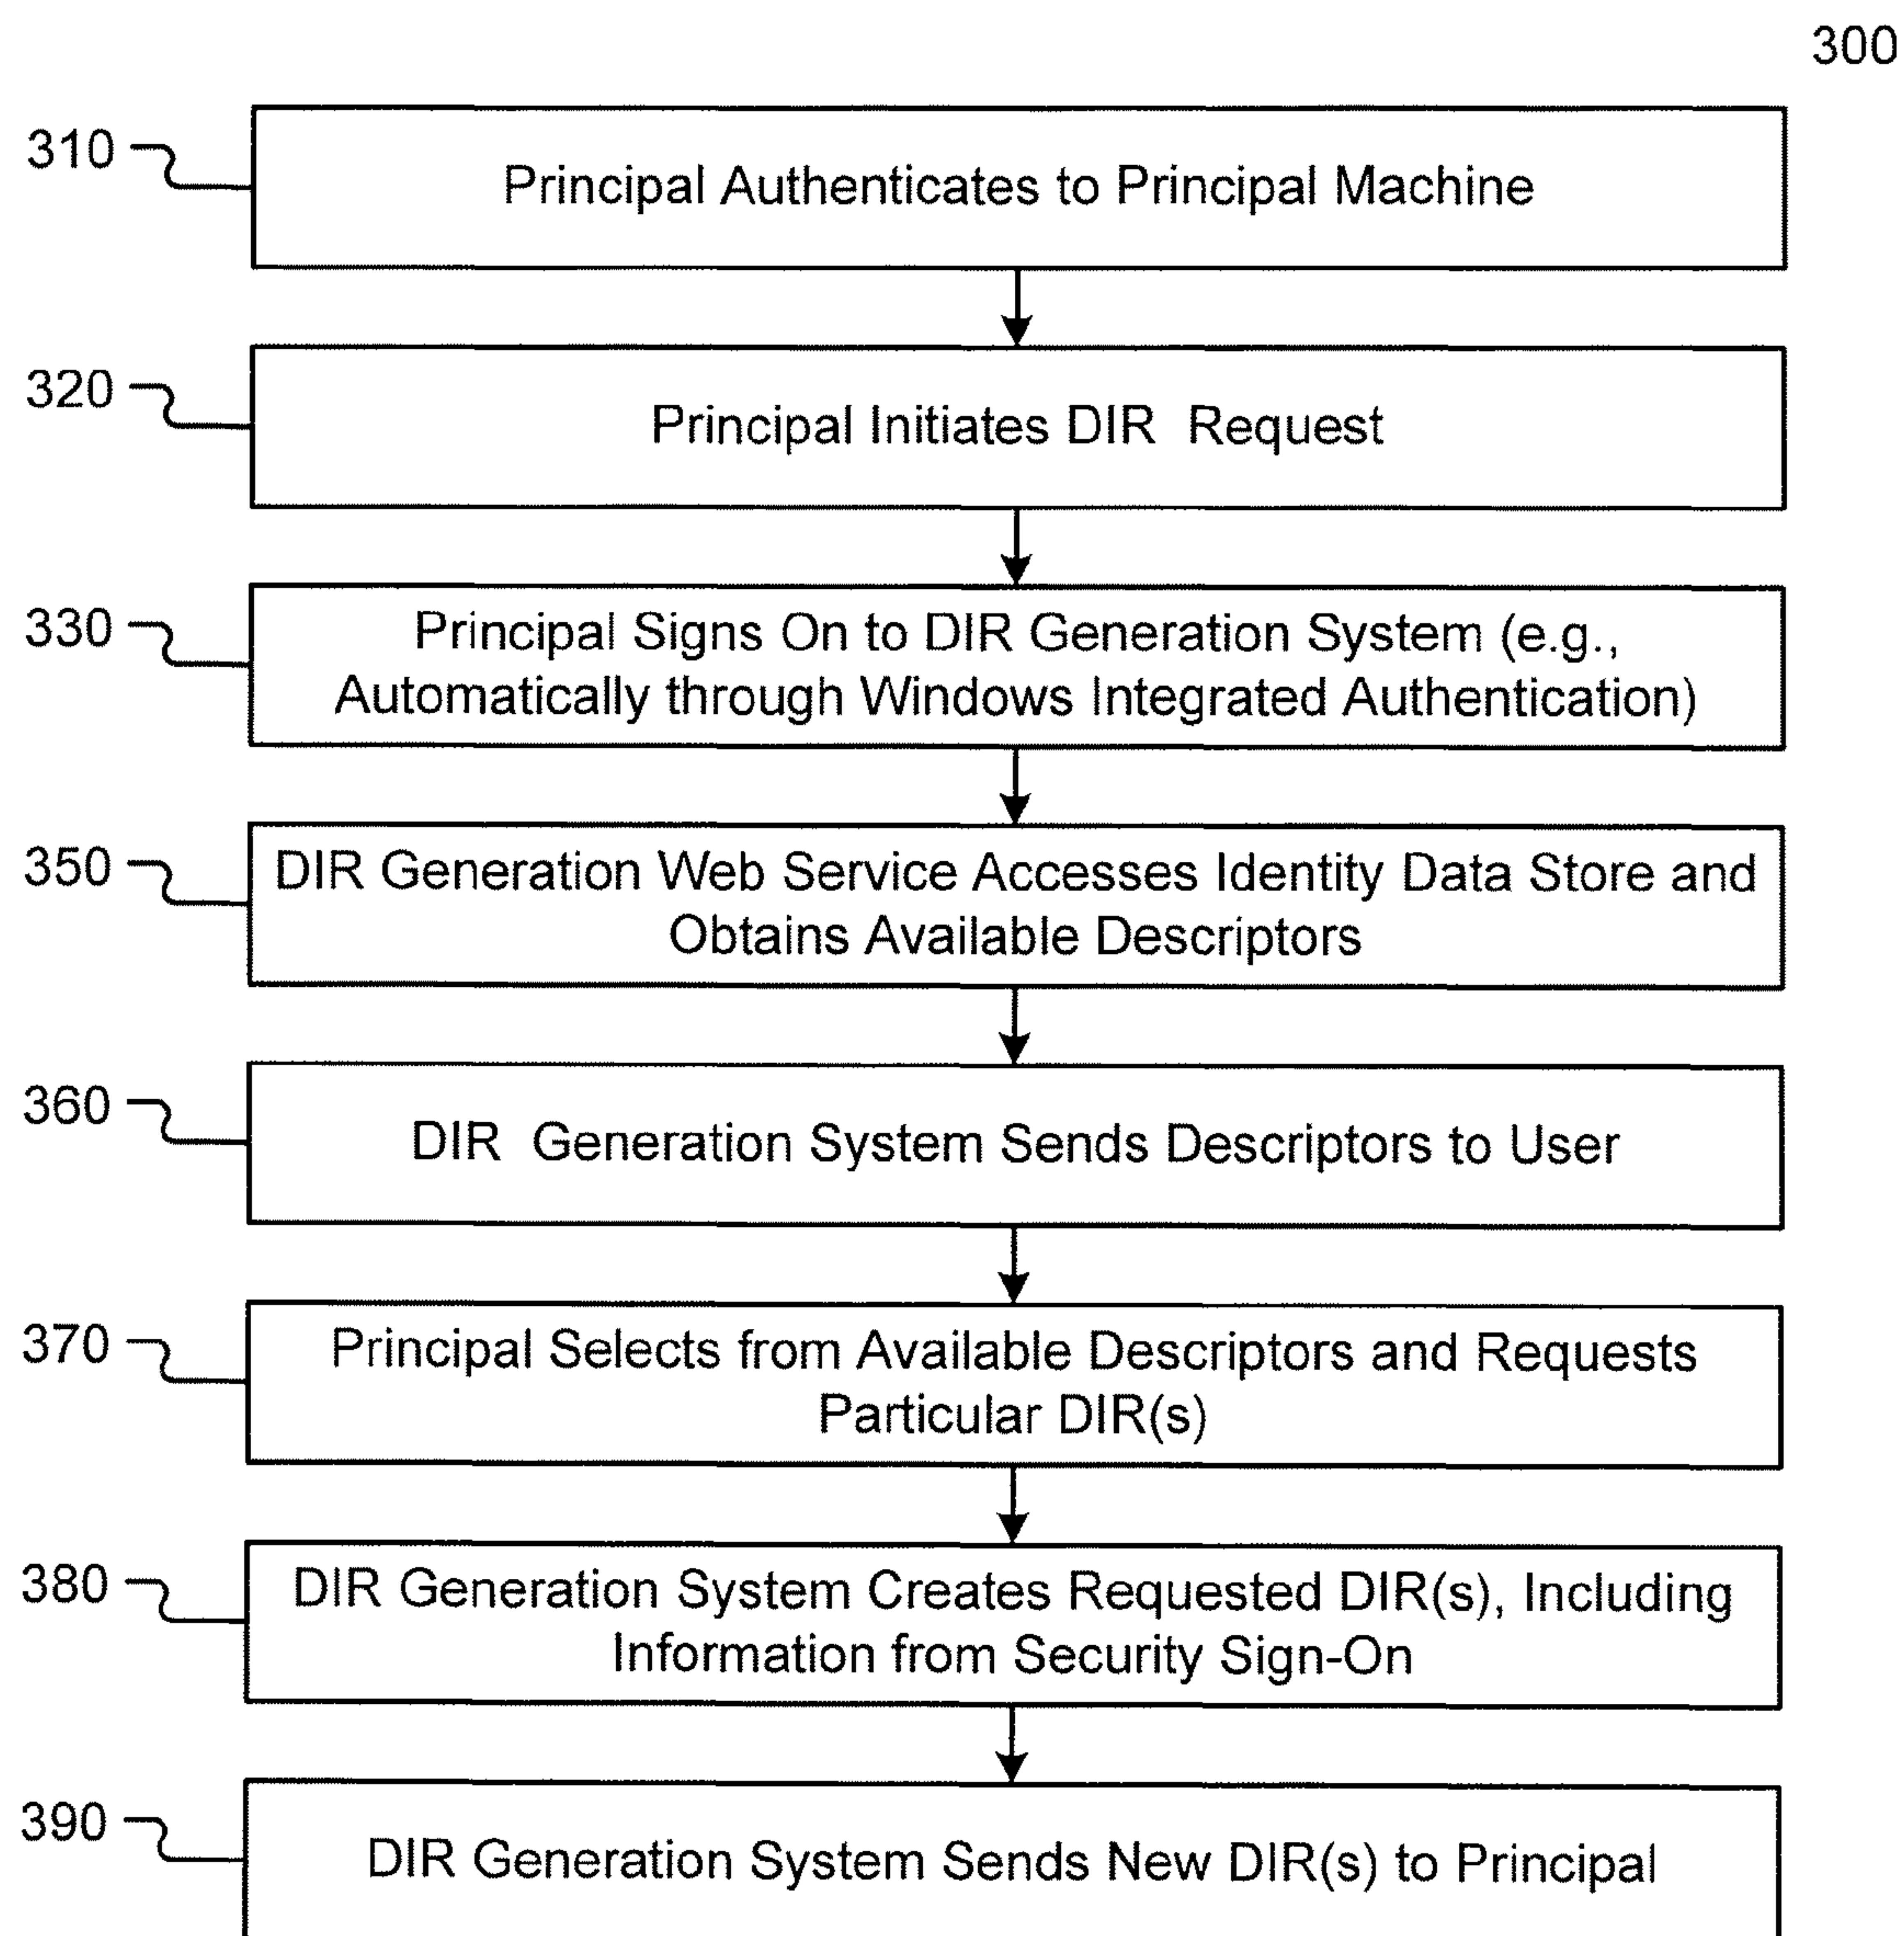 300
310
Principal Authenticates to Principal Machine
320
Principal Initiates DIR Request
330
Principal Signs On to DIR Generation System (e.g.,
Automatically through Windows Integrated Authentication)
350
DIR Generation Web Service Accesses Identity Data Store and
Obtains Available Descriptors
360
DIR Generation System Sends Descriptors to User
370
Principal Selects from Available Descriptors and Requests
Particular DIR(s)
380
DIR Generation System Creates Requested DIR(s), Including
Information from Security Sign-On
390
DIR Generation System Sends New DIR(s) to Principal